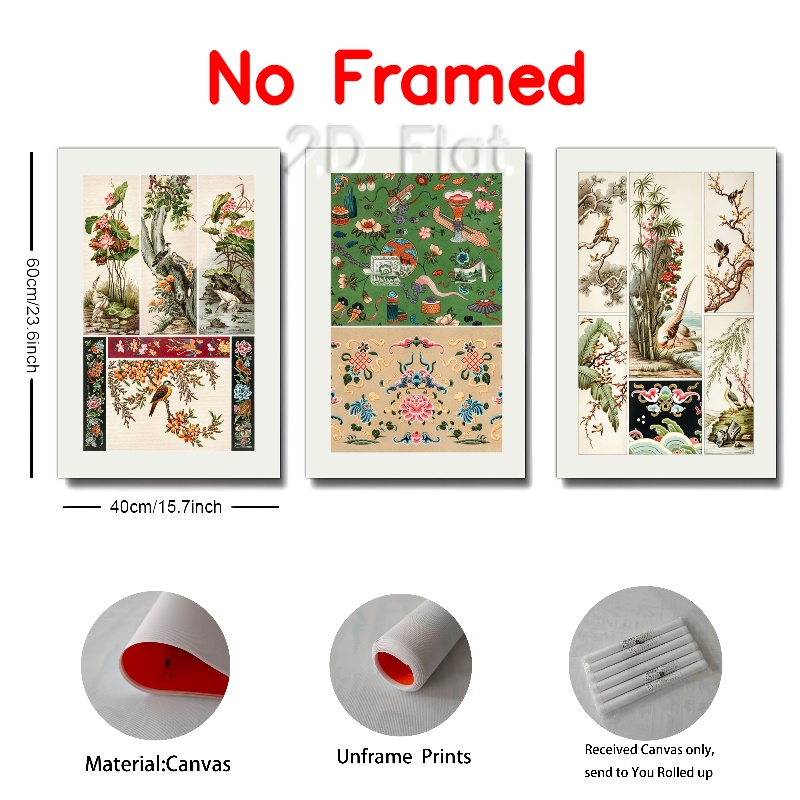 No Framed
2D Flat.
60cm/23.6inch
40cm/15.7inch
Material:Canvas
Unframe Prints
Received Canvas only,
send to You Rolled up